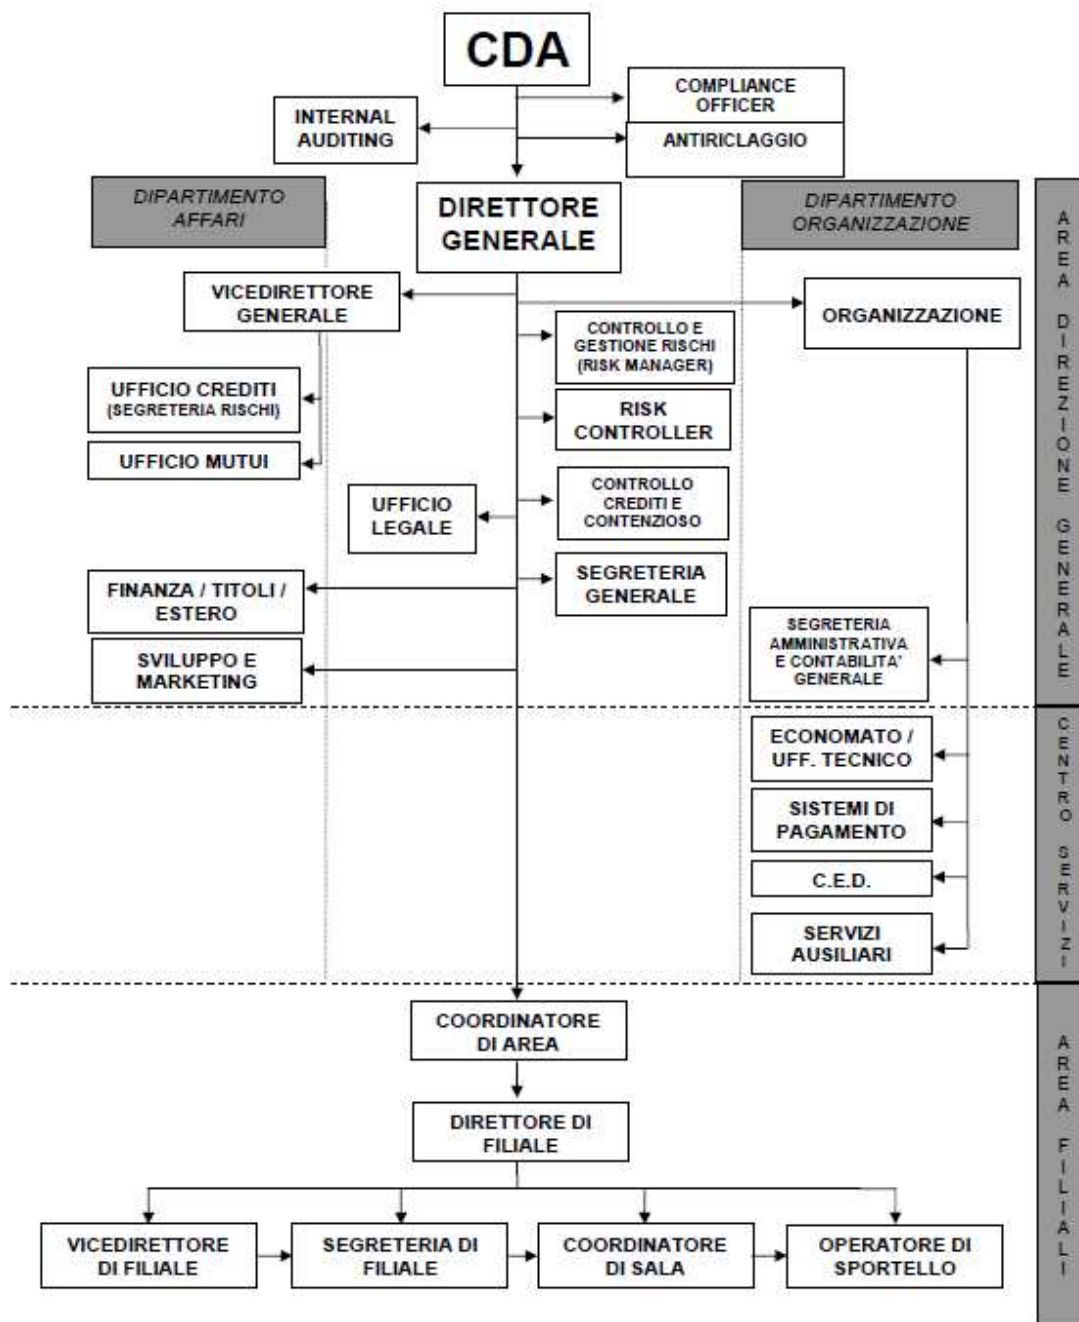 CDA
COMPLIANCE
OFFICER
INTERNAL
AUDITING
ANTIRICLAGGIO
DIPARTIMENTO
AFFARI
DIRETTORE
GENERALE
DIPARTIMENTO
ORGANIZZAZIONE
VICEDIRETTORE
GENERALE
ORGANIZZAZIONE
CONTROLLO E
GESTIONE RISCHI
(RISK MANAGER)
UFFICIO CREDITI
(SEGRETERIA RISCHI)
RISK
CONTROLLER
UFFICIO MUTUI
UFFICIO
LEGALE
CONTROLLO
CREDITI E
CONTENZIOSO
FINANZA / TITOLI /
ESTERO
SEGRETERIA
GENERALE
SVILUPPO E
MARKETING
SEGRETERIA
AMMINISTRATIVA
E CONTABILITA'
GENERALE
AREA DIREZIONE GENERALE
ECONOMATO /
UFF. TECNICO
SISTEMI DI
PAGAMENTO
C.E.D.
SERVIZI
AUSILIARI
CENTRO SERVIZI
COORDINATORE
DI AREA
DIRETTORE DI
FILIALE
VICEDIRETTORE
DI FILIALE
SEGRETERIA DI
FILIALE
COORDINATORE
DI SALA
OPERATORE DI
SPORTELLO
AREA FILIALI